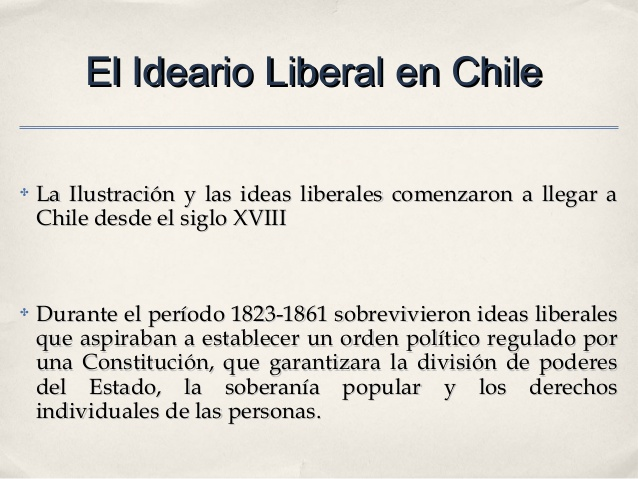 El Ideario Liberal en Chile
La Ilustración y las ideas liberales comenzaron a llegar a
Chile desde el siglo XVIII
Durante el período 1823-1861 sobrevivieron ideas liberales
que aspiraban a establecer un orden político regulado por
una Constitución, que garantizara la división de poderes
del Estado, la soberanía popular y los derechos
individuales de las personas.